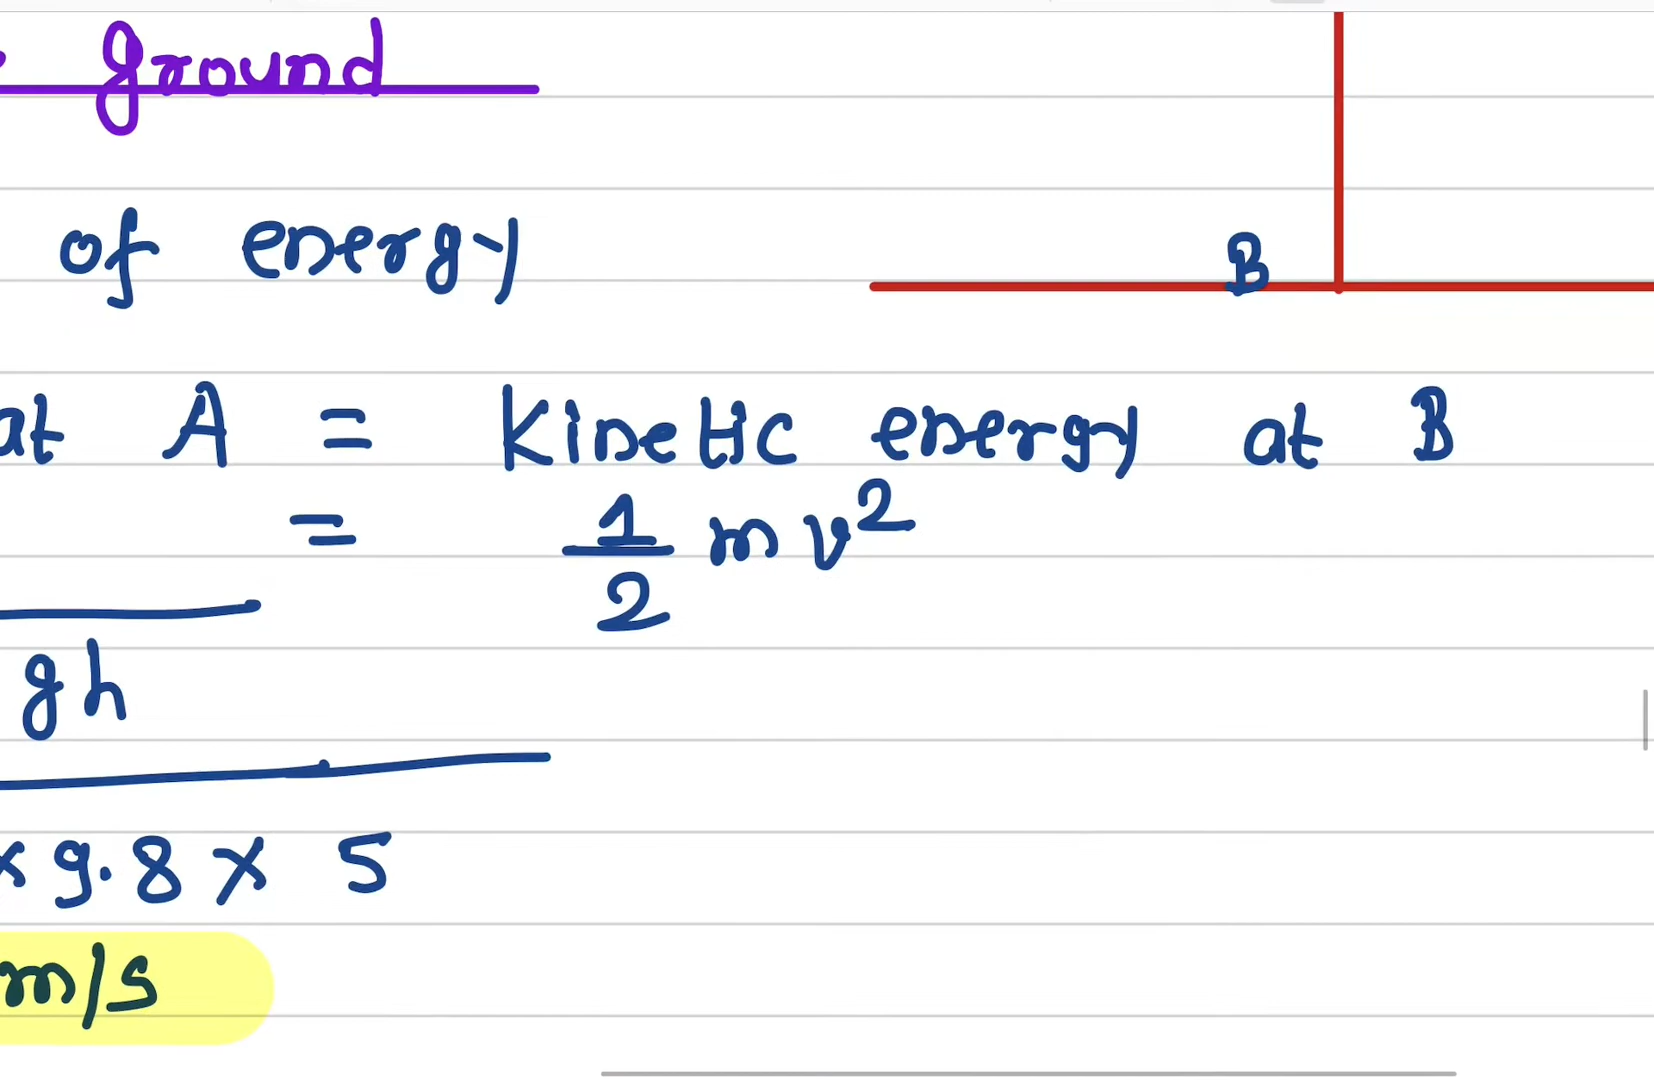 ground
of energy
B
at A = Kinetic energy at B
= 1/2 mv²
gh
x 9.8 x 5
m/s